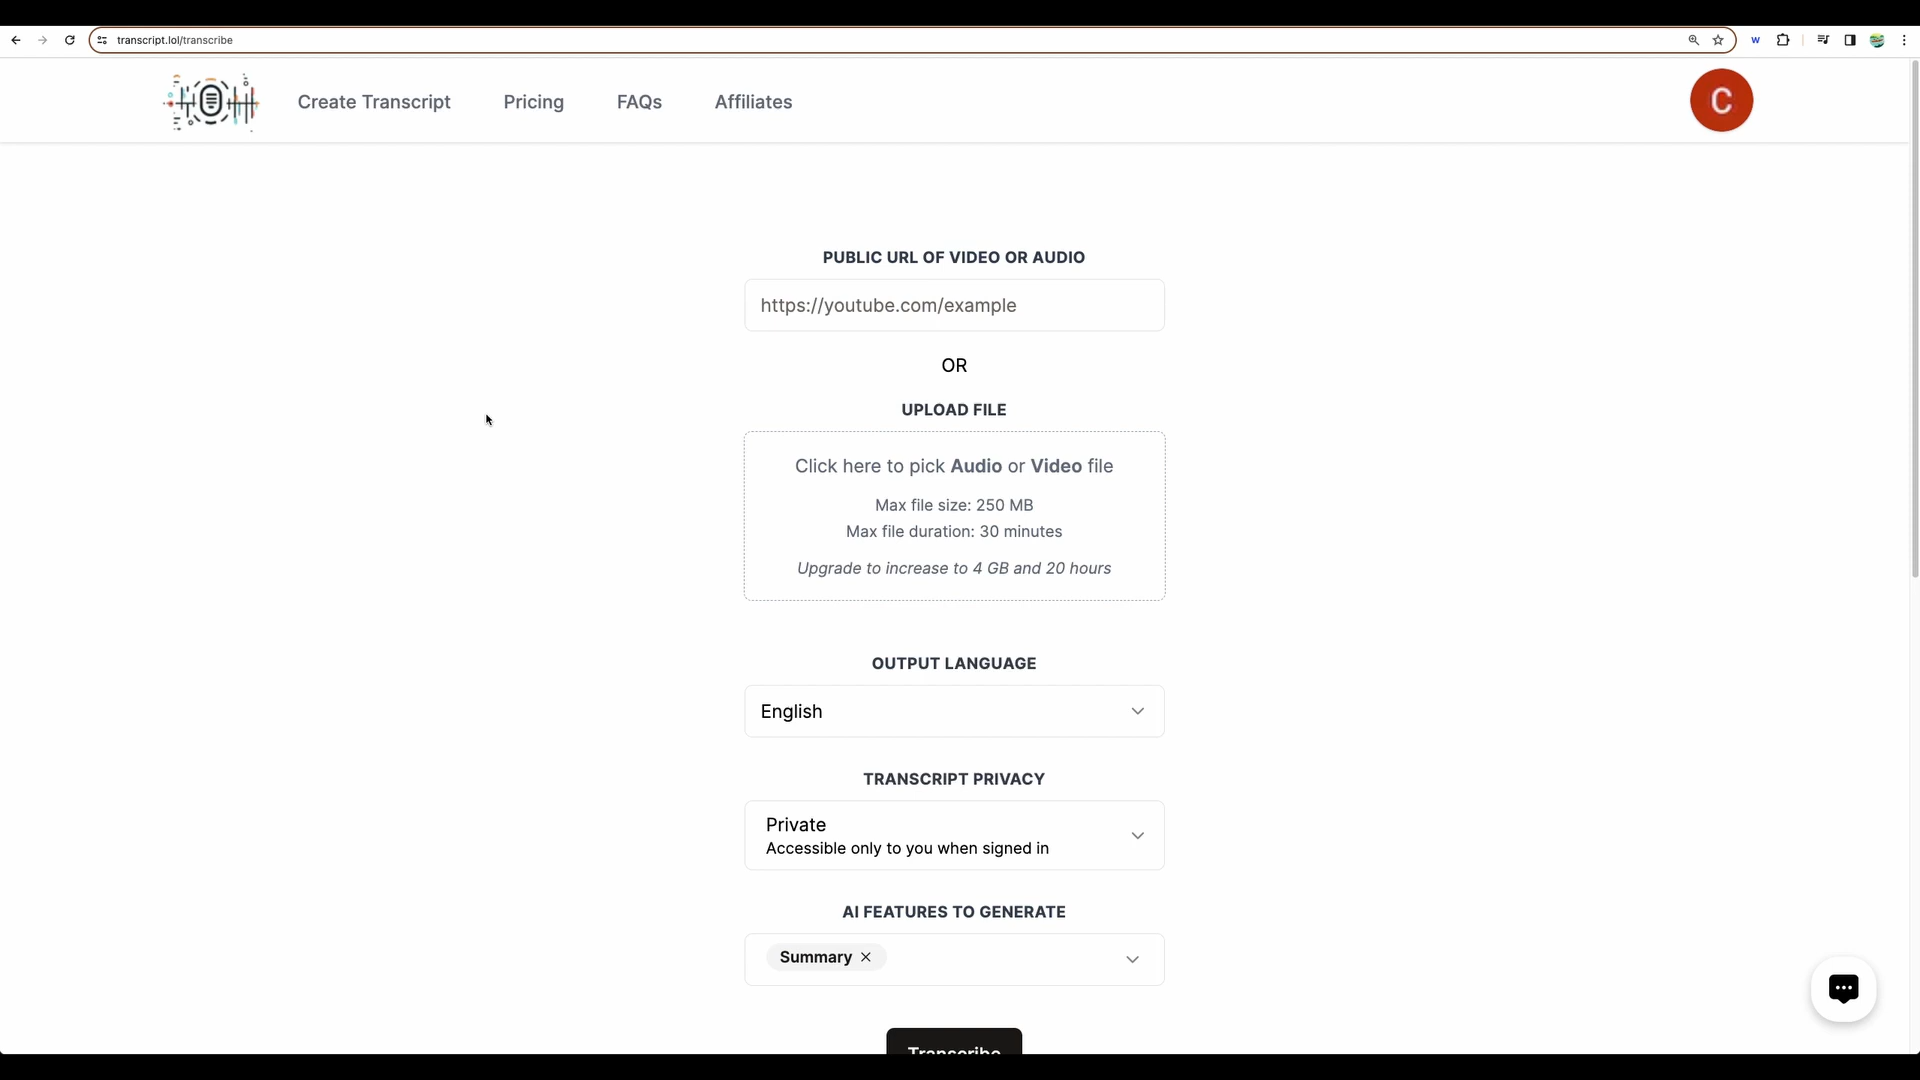 transcript.lol/transcribe
W
Create Transcript
Pricing
FAQs
Affiliates
C
PUBLIC URL OF VIDEO OR AUDIO
https://youtube.com/example
OR
UPLOAD FILE
Click here to pick Audio or Video file
Max file size: 250 MB
Max file duration: 30 minutes
Upgrade to increase to 4 GB and 20 hours
OUTPUT LANGUAGE
English
TRANSCRIPT PRIVACY
Private
Accessible only to you when signed in
AI FEATURES TO GENERATE
Summary
Transcribe